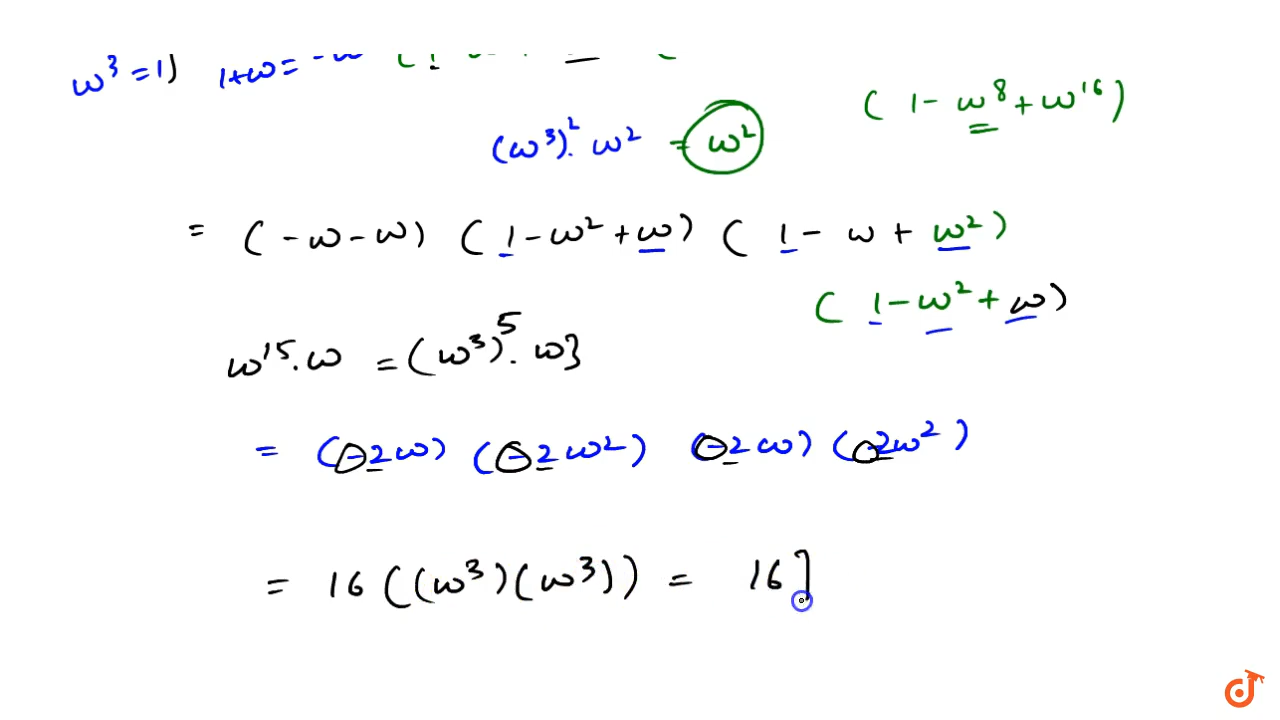 ω³ = 1) 1+ω = -ω ( 1
( 1 - ω⁸ + ω¹⁶ )
(ω³)². ω² = ω²
= ( -ω - ω ) ( 1 - ω² + ω ) ( 1 - ω + ω² )
( 1 - ω² + ω )
ω¹⁵. ω = (ω³)⁵. ω}
= (-2ω) (-2ω²) (-2ω) (-2ω²)
= 16 ((ω³)(ω³)) = 16]